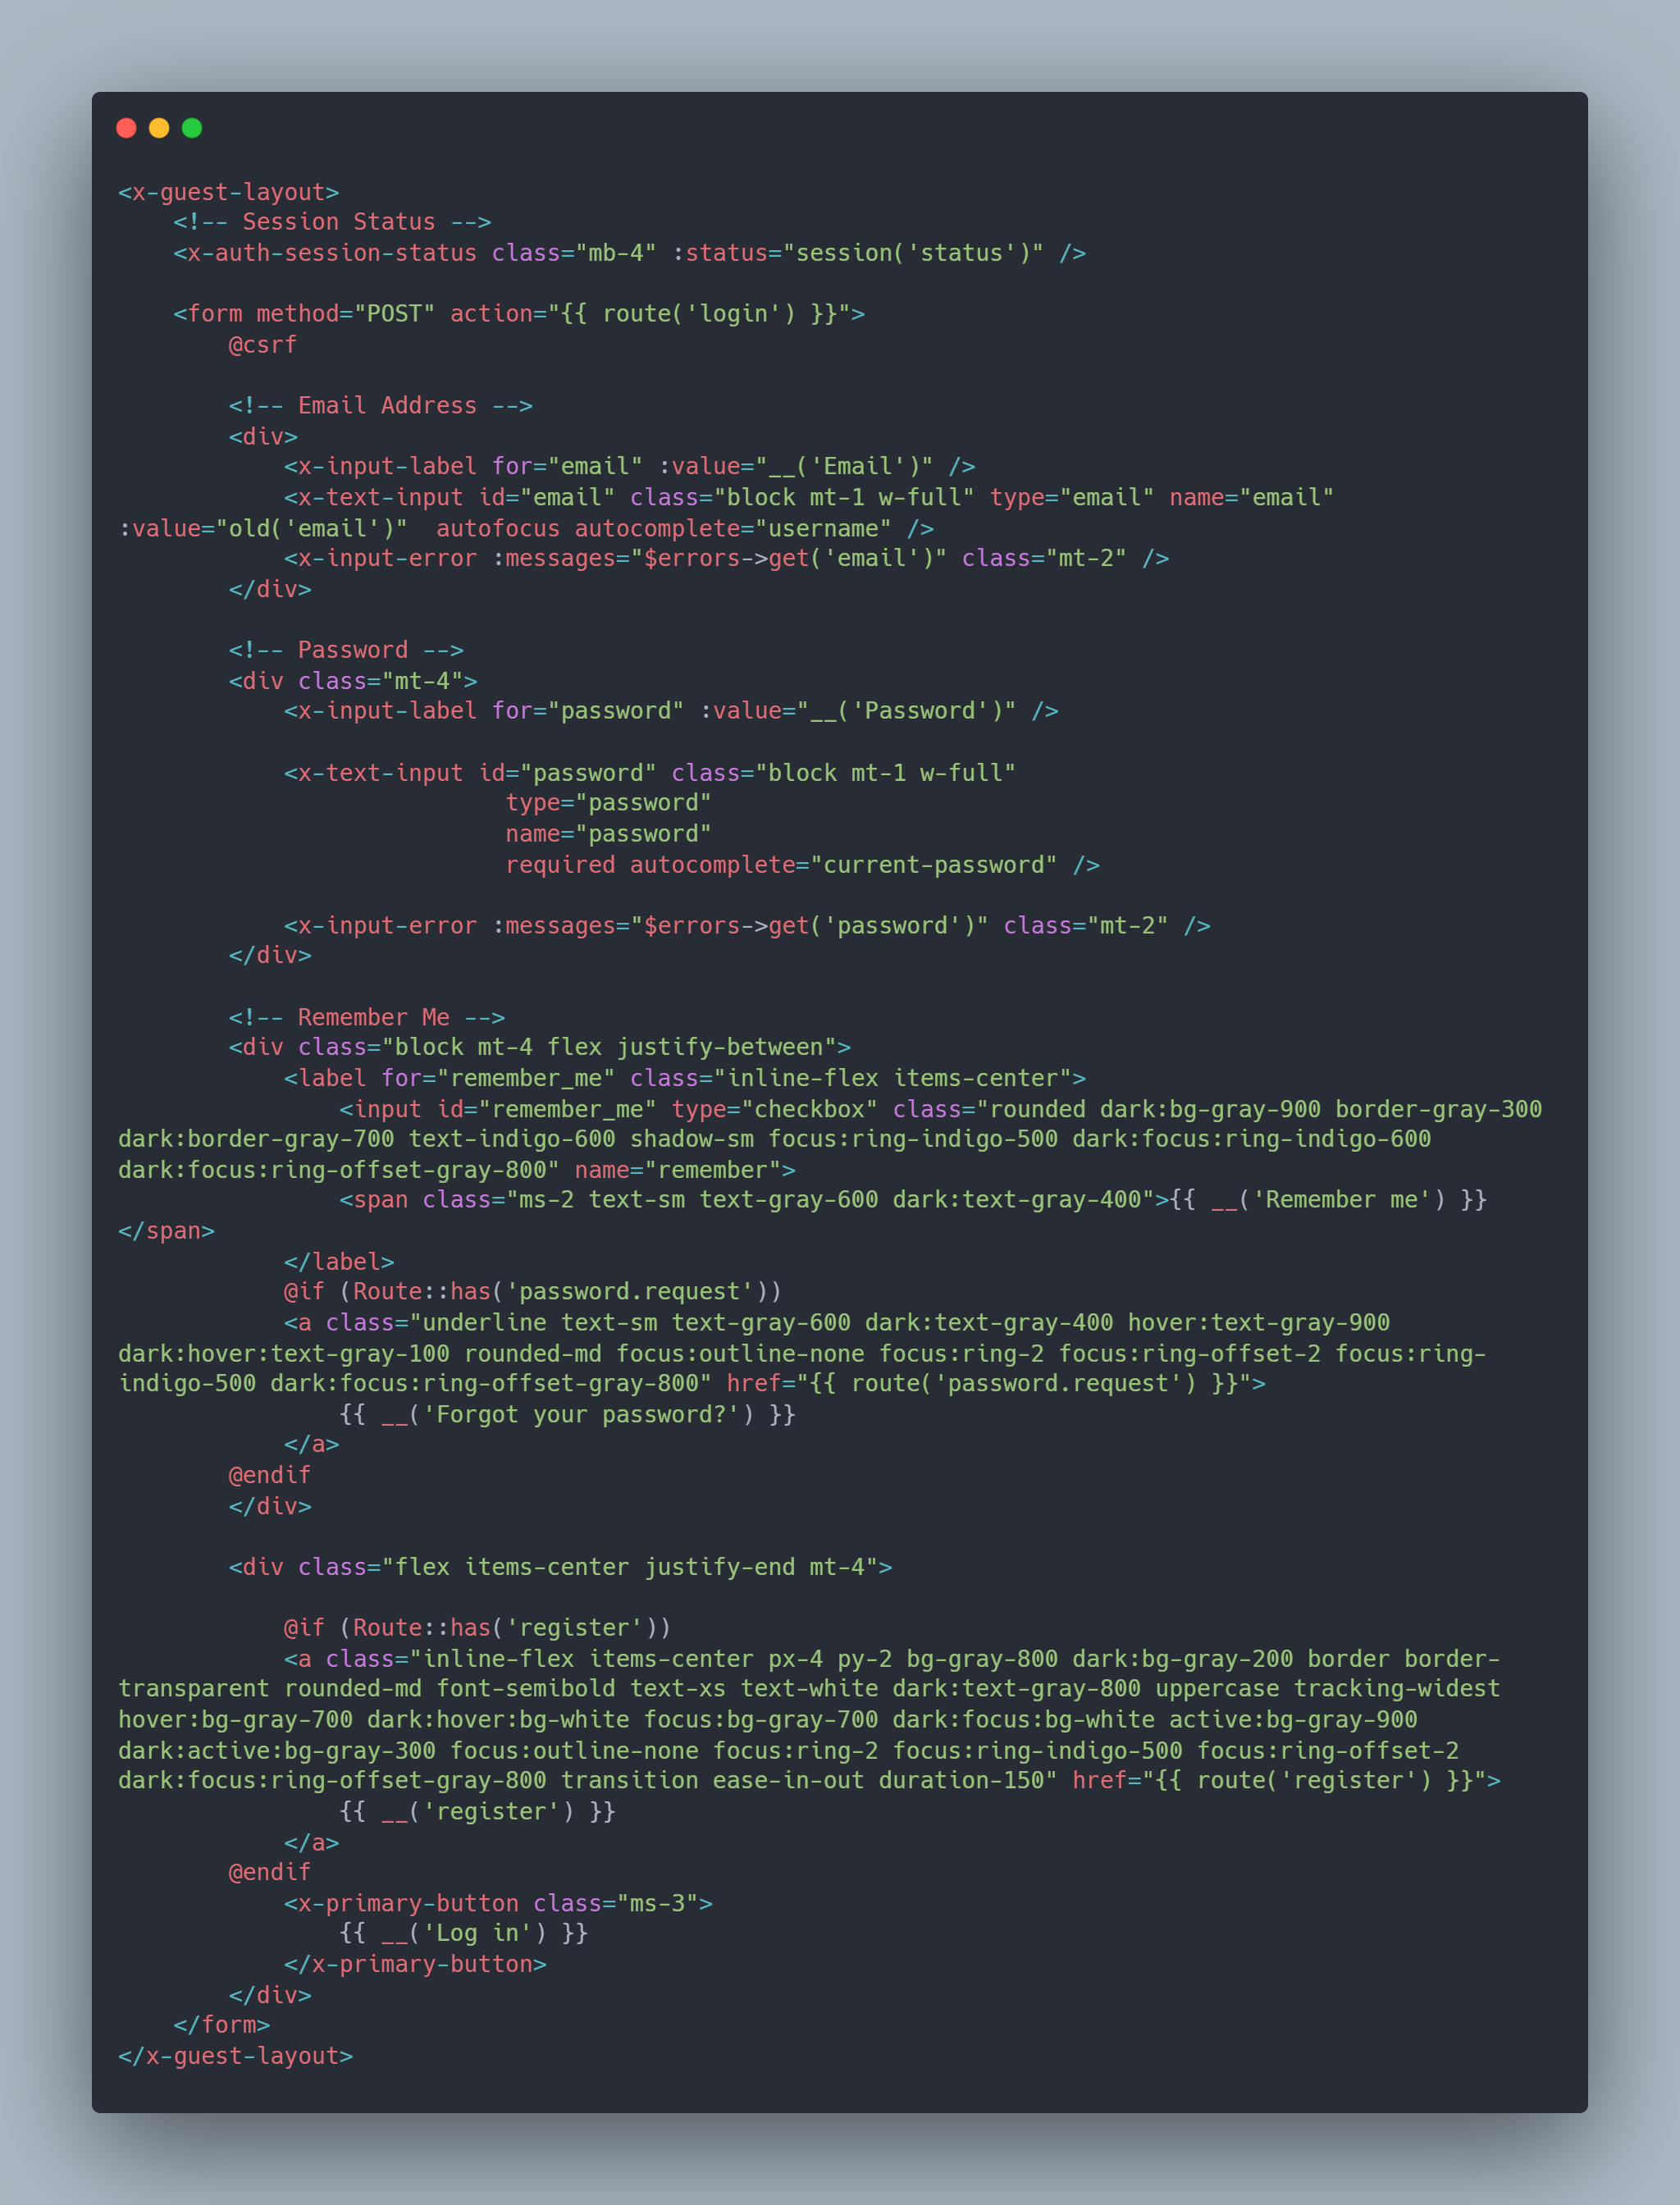 <x-guest-layout>
    <!-- Session Status -->
    <x-auth-session-status class="mb-4" :status="session('status')" />

    <form method="POST" action="{{ route('login') }}">
        @csrf

        <!-- Email Address -->
        <div>
            <x-input-label for="email" :value="__('Email')" />
            <x-text-input id="email" class="block mt-1 w-full" type="email" name="email"
:value="old('email')"  autofocus autocomplete="username" />
            <x-input-error :messages="$errors->get('email')" class="mt-2" />
        </div>

        <!-- Password -->
        <div class="mt-4">
            <x-input-label for="password" :value="__('Password')" />

            <x-text-input id="password" class="block mt-1 w-full"
                            type="password"
                            name="password"
                            required autocomplete="current-password" />

            <x-input-error :messages="$errors->get('password')" class="mt-2" />
        </div>

        <!-- Remember Me -->
        <div class="block mt-4 flex justify-between">
            <label for="remember_me" class="inline-flex items-center">
                <input id="remember_me" type="checkbox" class="rounded dark:bg-gray-900 border-gray-300
dark:border-gray-700 text-indigo-600 shadow-sm focus:ring-indigo-500 dark:focus:ring-indigo-600
dark:focus:ring-offset-gray-800" name="remember">
                <span class="ms-2 text-sm text-gray-600 dark:text-gray-400">{{ __('Remember me') }}
</span>
            </label>
            @if (Route::has('password.request'))
            <a class="underline text-sm text-gray-600 dark:text-gray-400 hover:text-gray-900
dark:hover:text-gray-100 rounded-md focus:outline-none focus:ring-2 focus:ring-offset-2 focus:ring-
indigo-500 dark:focus:ring-offset-gray-800" href="{{ route('password.request') }}">
                {{ __('Forgot your password?') }}
            </a>
        @endif
        </div>

        <div class="flex items-center justify-end mt-4">

            @if (Route::has('register'))
            <a class="inline-flex items-center px-4 py-2 bg-gray-800 dark:bg-gray-200 border border-
transparent rounded-md font-semibold text-xs text-white dark:text-gray-800 uppercase tracking-widest
hover:bg-gray-700 dark:hover:bg-white focus:bg-gray-700 dark:focus:bg-white active:bg-gray-900
dark:active:bg-gray-300 focus:outline-none focus:ring-2 focus:ring-indigo-500 focus:ring-offset-2
dark:focus:ring-offset-gray-800 transition ease-in-out duration-150" href="{{ route('register') }}">
                {{ __('register') }}
            </a>
        @endif
            <x-primary-button class="ms-3">
                {{ __('Log in') }}
            </x-primary-button>
        </div>
    </form>
</x-guest-layout>